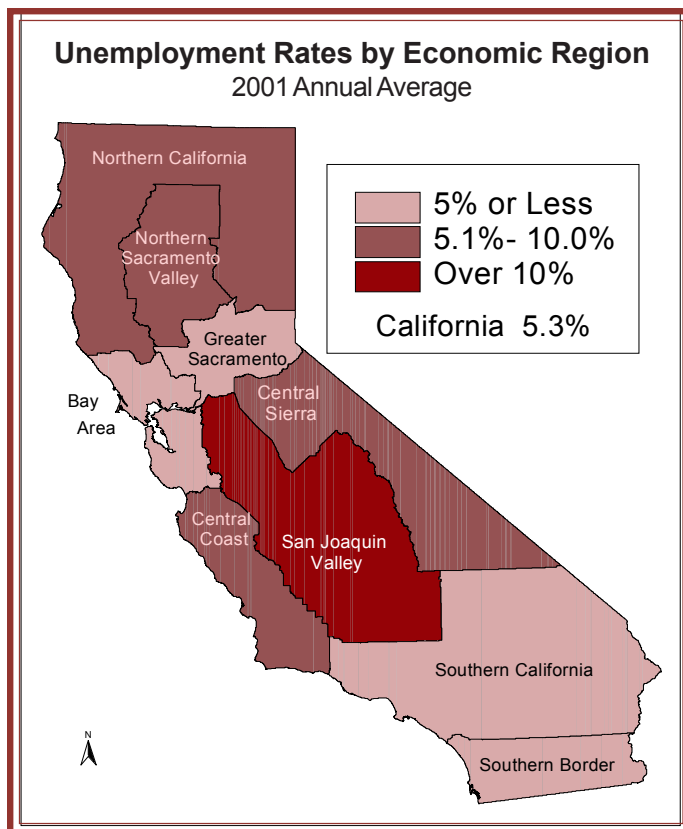 Unemployment Rates by Economic Region
2001 Annual Average
Northern California
5% or Less
5.1%- 10.0%
Over 10%
California 5.3%
Northern
Sacramento
Valley
Greater
Sacramento
Bay
Area
Central
Sierra
Central
Coast
San Joaquin
Valley
Southern California
N
Southern Border